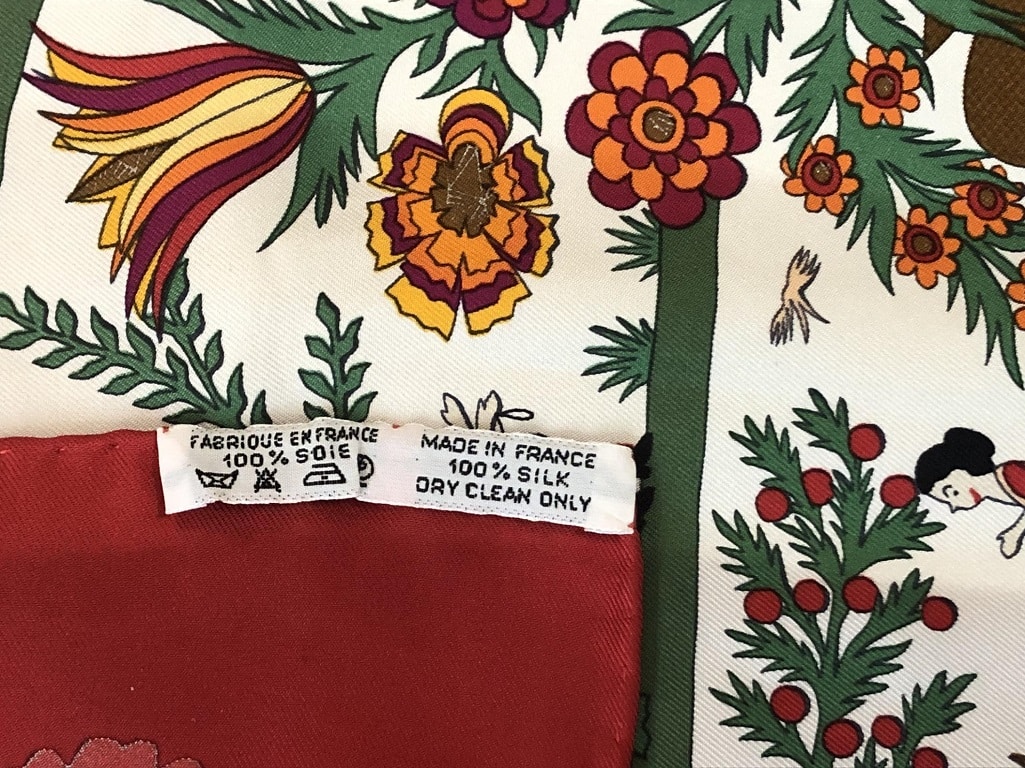 FABRIQUE EN FRANCE
100% SOIE
MADE IN FRANCE
100% SILK
DRY CLEAN ONLY